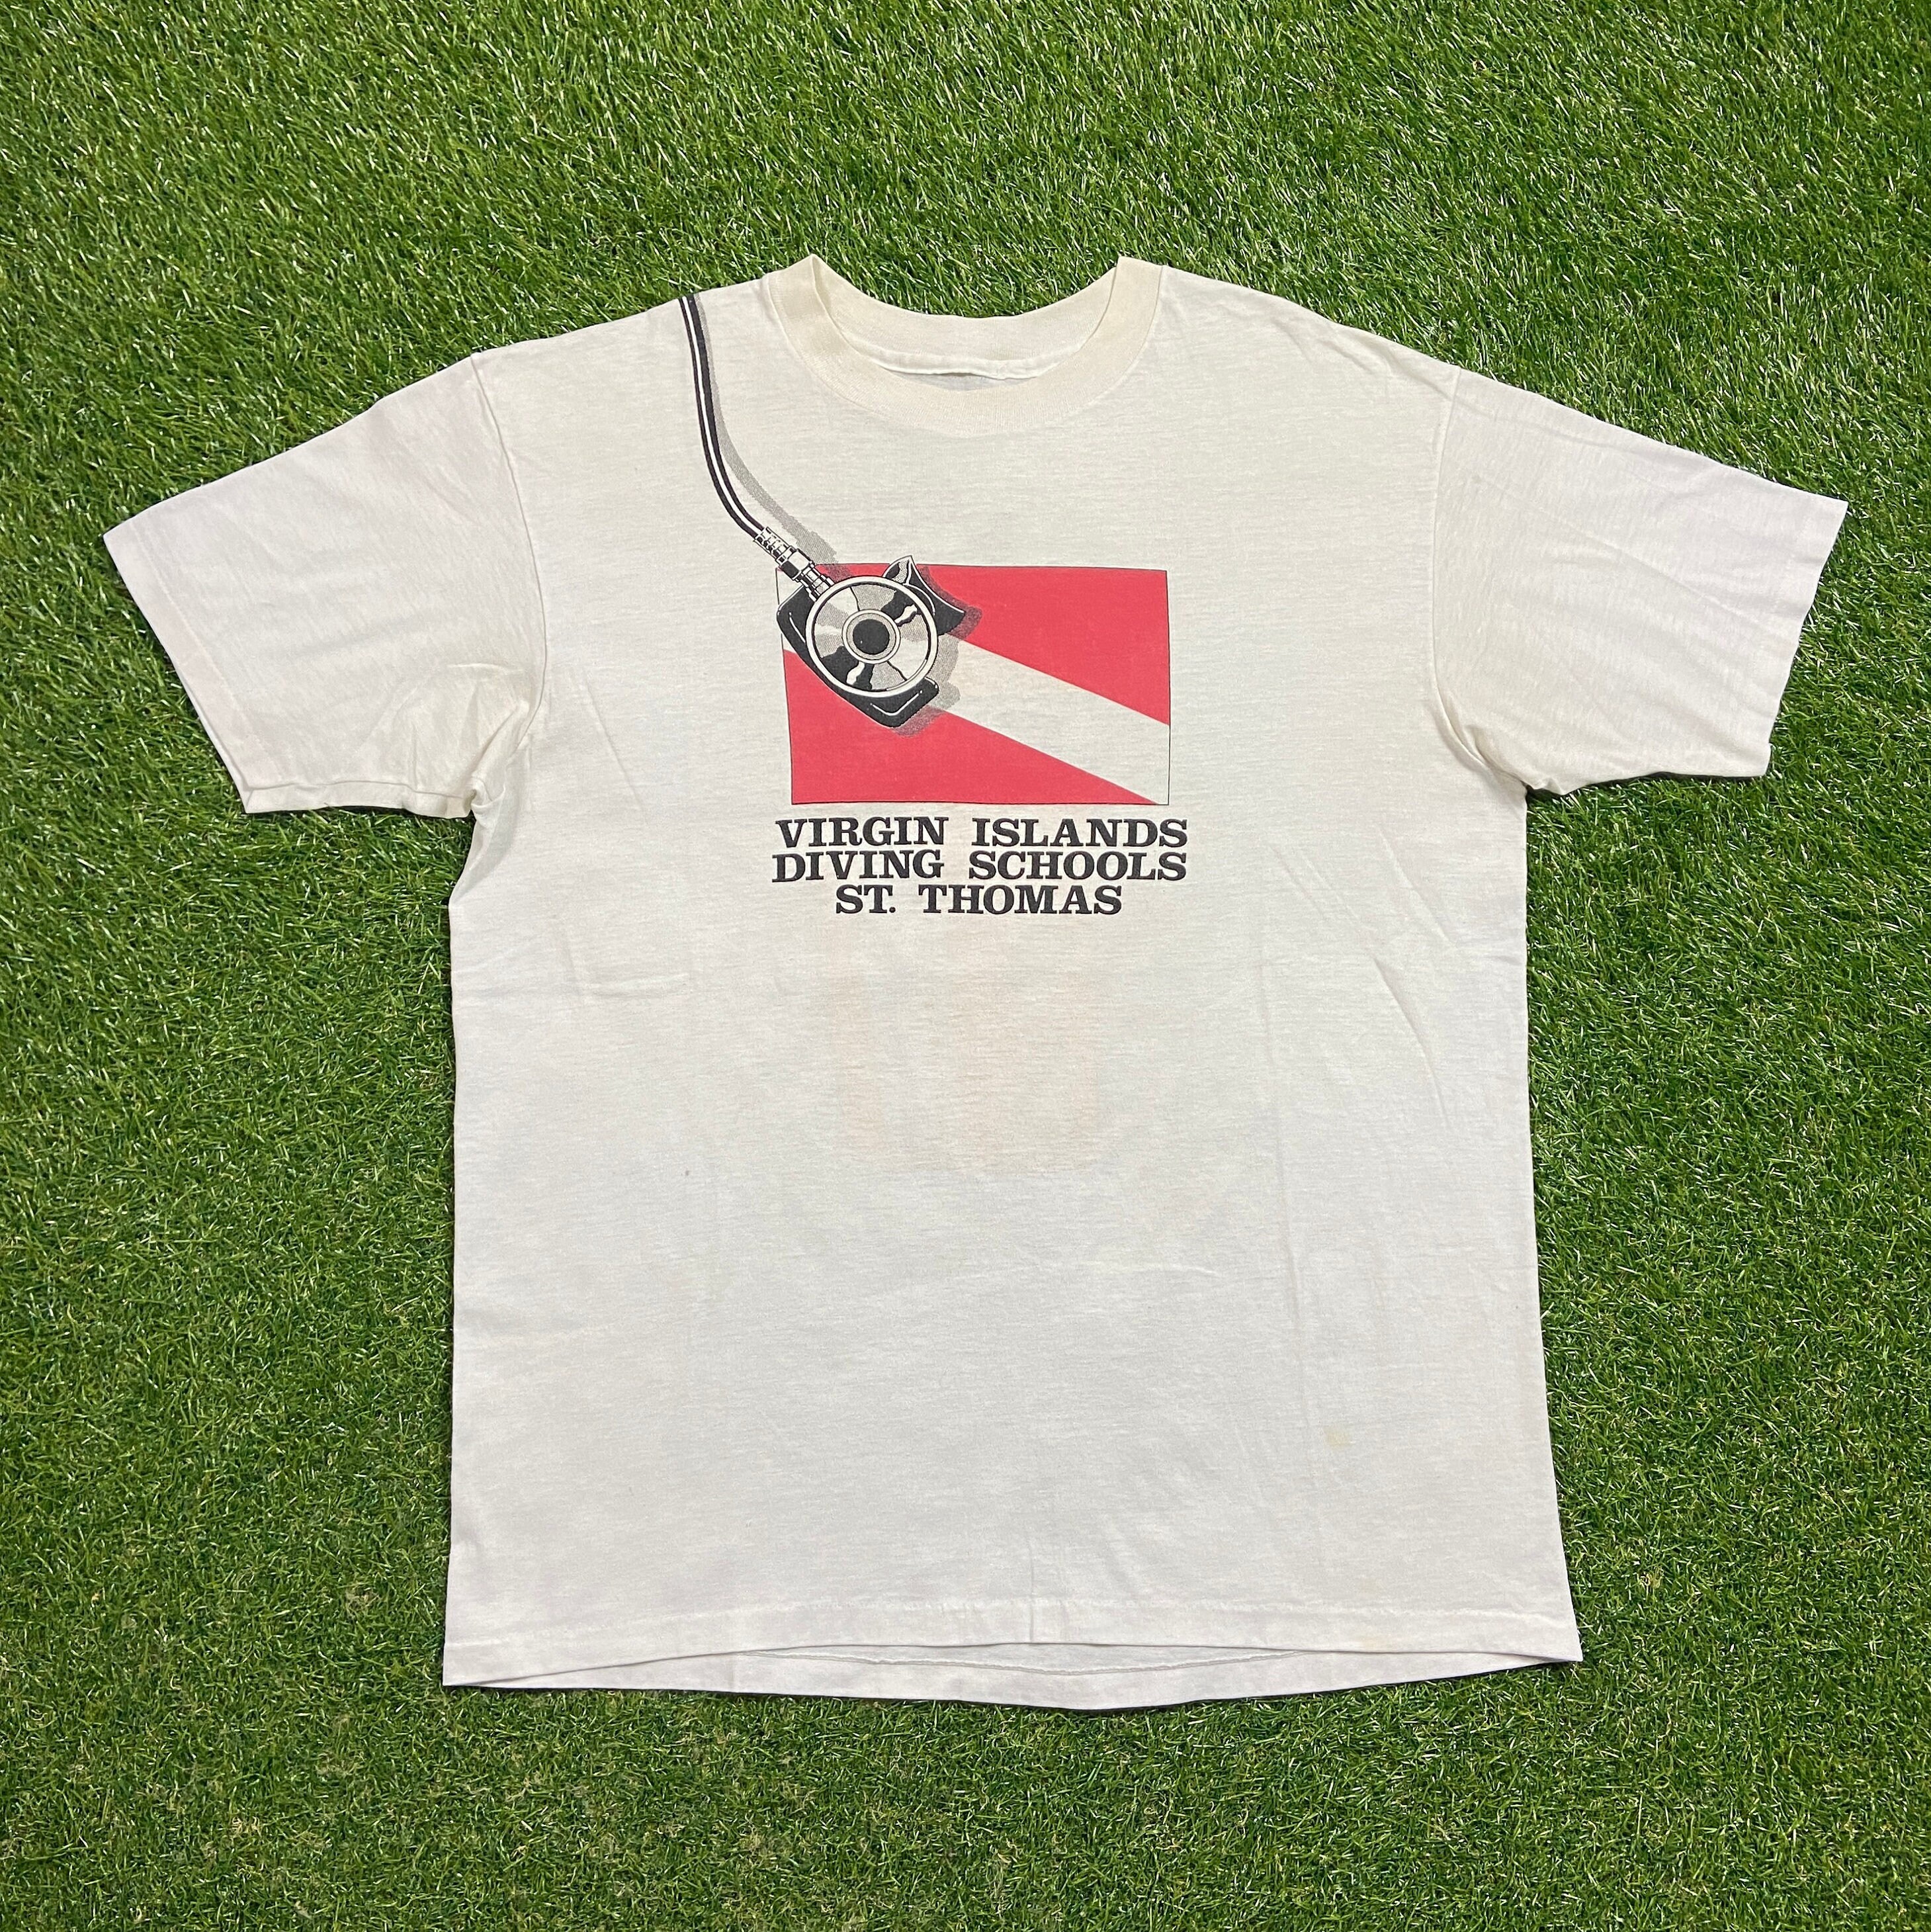 VIRGIN ISLANDS
DIVING SCHOOLS
ST. THOMAS